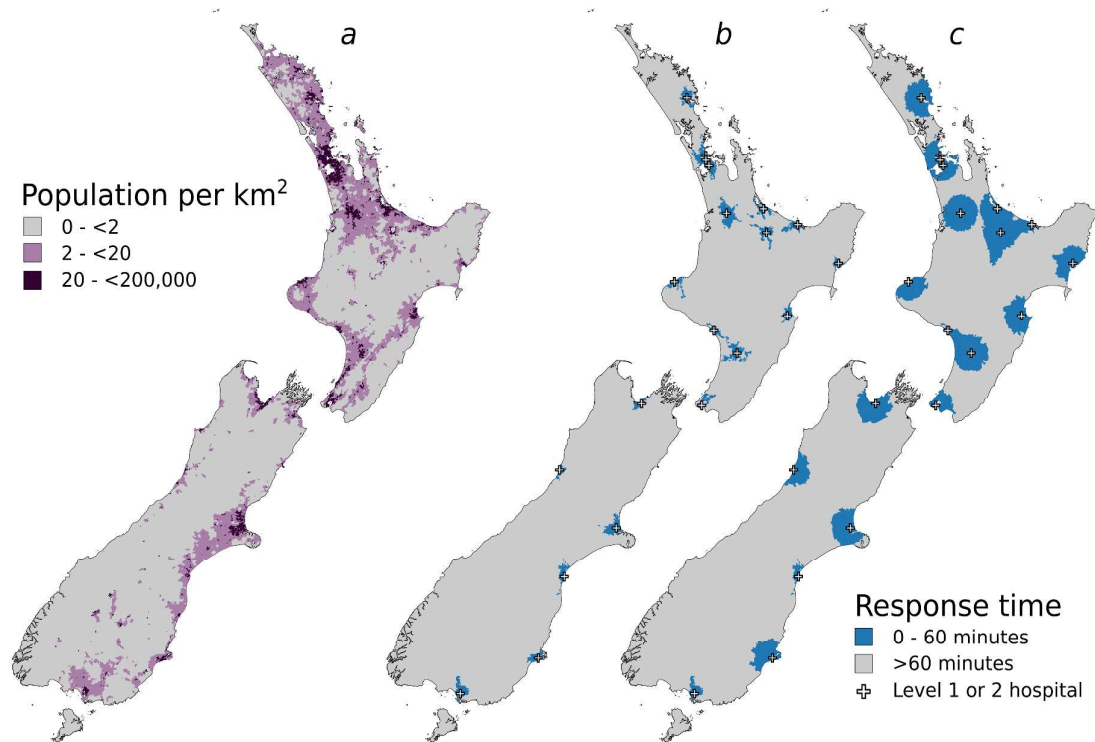 a
b
c
Population per km²
0 - <2
2 - <20
20 - <200,000
Response time
0 - 60 minutes
>60 minutes
Level 1 or 2 hospital